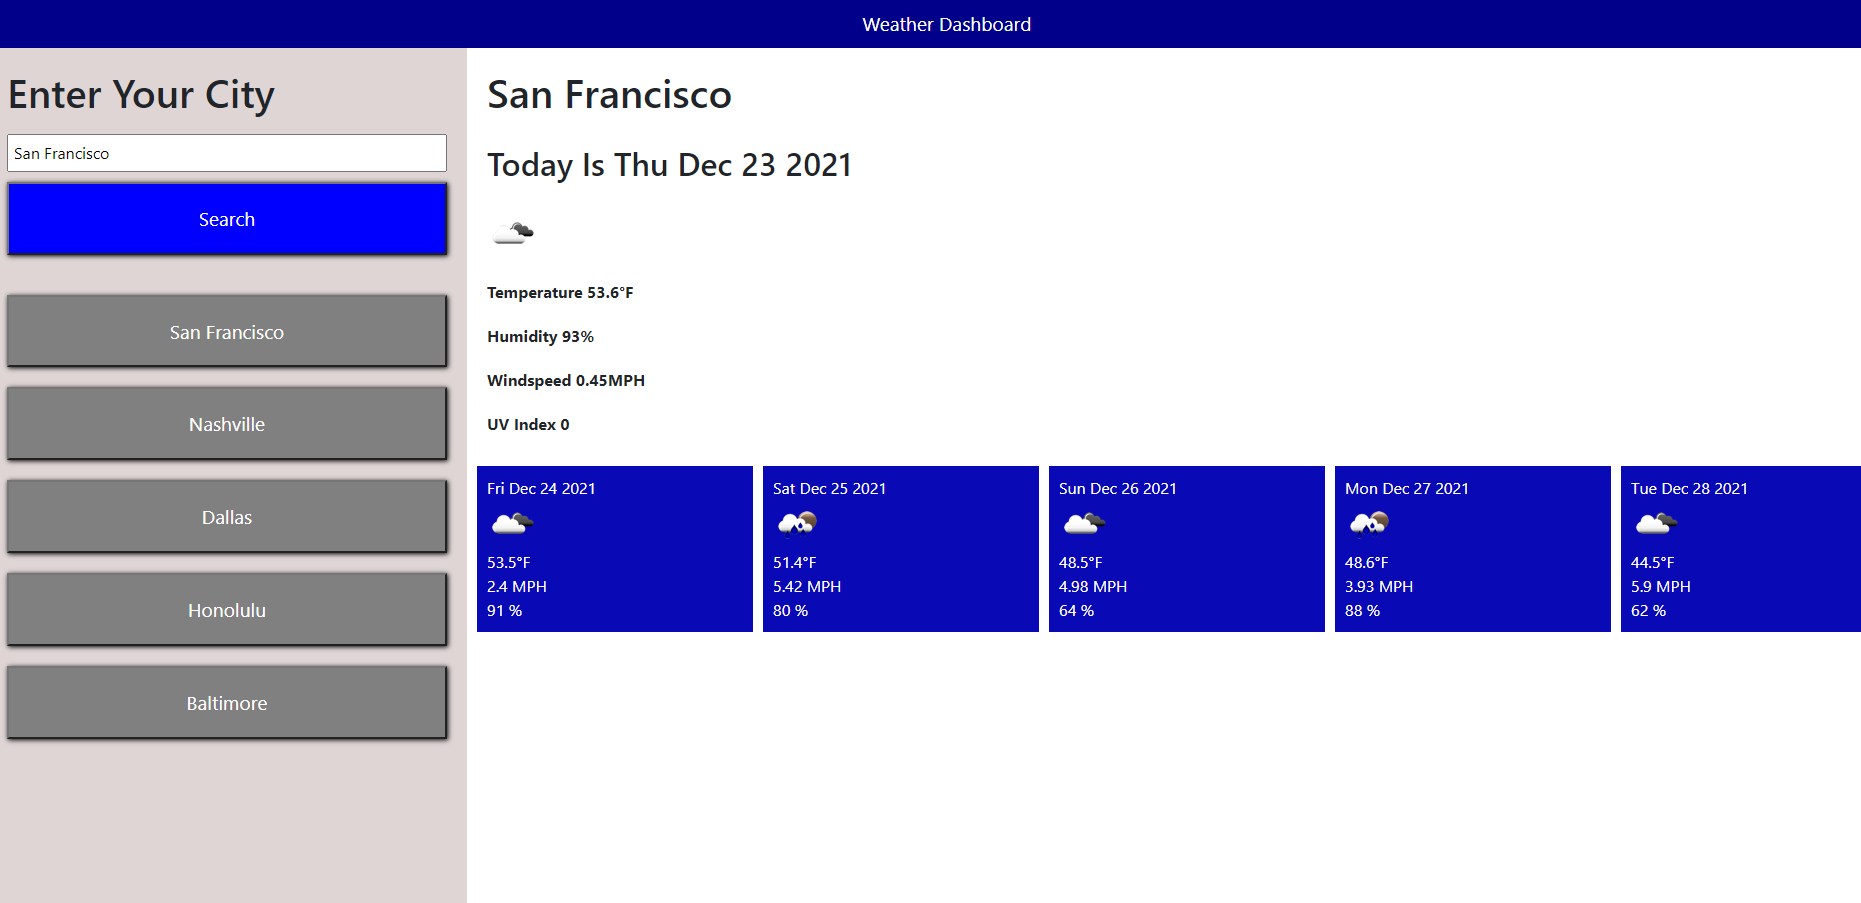 Weather Dashboard
Enter Your City
San Francisco
Search
San Francisco
Nashville
Dallas
Honolulu
Baltimore
San Francisco
Today Is Thu Dec 23 2021
Temperature 53.6°F
Humidity 93%
Windspeed 0.45MPH
UV Index 0
Fri Dec 24 2021
53.5°F
2.4 MPH
91 %
Sat Dec 25 2021
51.4°F
5.42 MPH
80 %
Sun Dec 26 2021
48.5°F
4.98 MPH
64 %
Mon Dec 27 2021
48.6°F
3.93 MPH
88 %
Tue Dec 28 2021
44.5°F
5.9 MPH
62 %